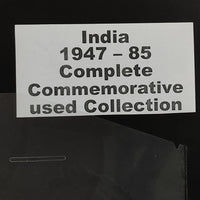 India
1947 – 85
Complete
Commemorative
used Collection